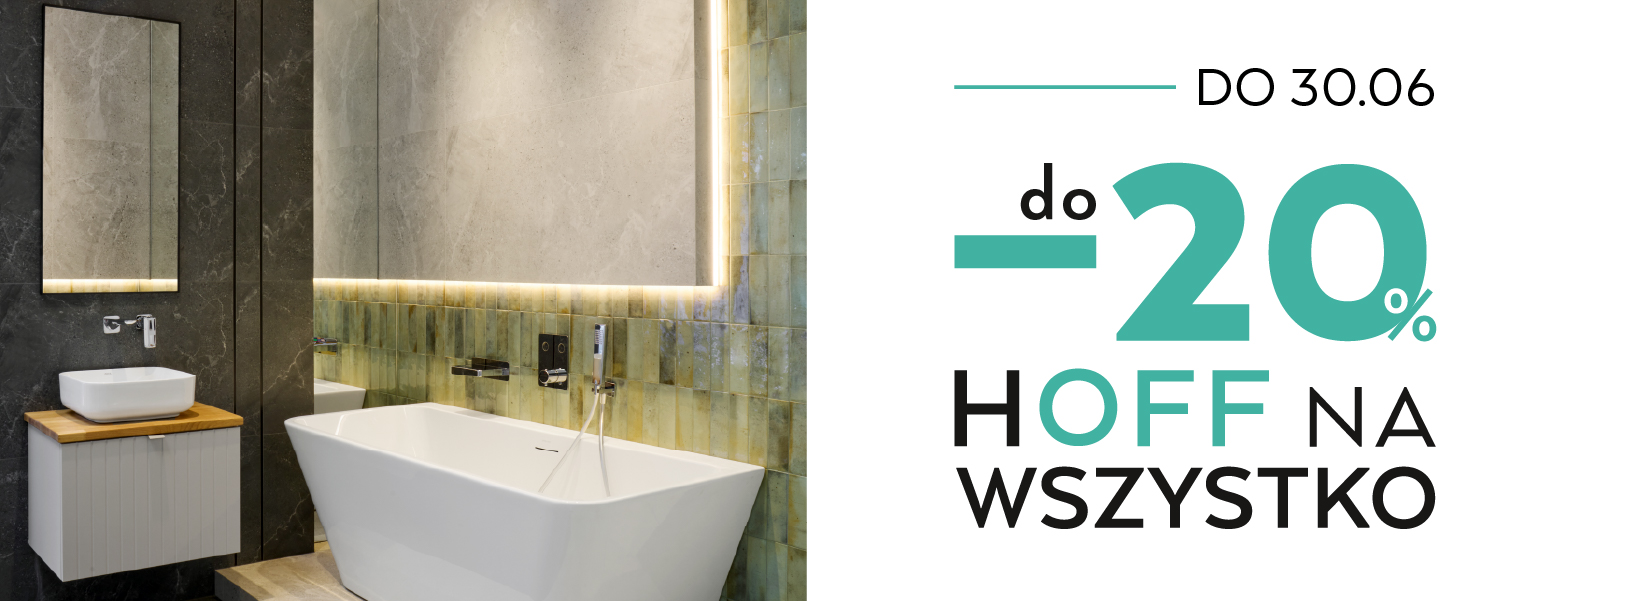 DO 30.06
do
-20%
HOFF NA
WSZYSTKO